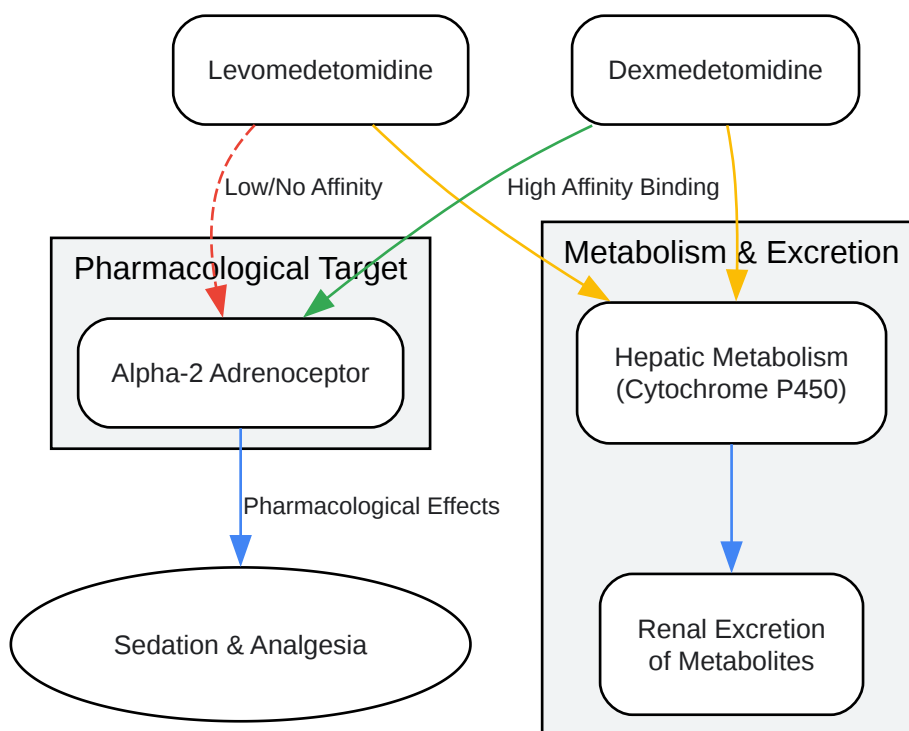 Levomedetomidine
Dexmedetomidine
Low/No Affinity
High Affinity Binding
Pharmacological Target
Metabolism & Excretion
Alpha-2 Adrenoceptor
Hepatic Metabolism
(Cytochrome P450)
Pharmacological Effects
Sedation & Analgesia
Renal Excretion
of Metabolites